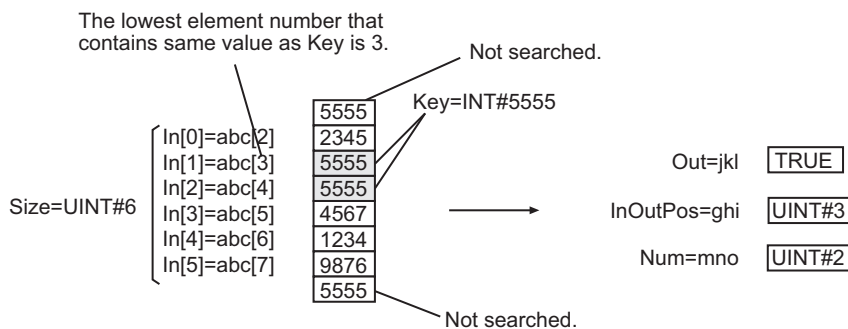 The lowest element number that
contains same value as Key is 3.
Not searched.
Key=INT#5555
5555
In[0]=abc[2] 2345
In[1]=abc[3] 5555
In[2]=abc[4] 5555
Size=UINT#6
In[3]=abc[5] 4567
In[4]=abc[6] 1234
In[5]=abc[7] 9876
5555
Not searched.
Out=jkl TRUE
InOutPos=ghi UINT#3
Num=mno UINT#2